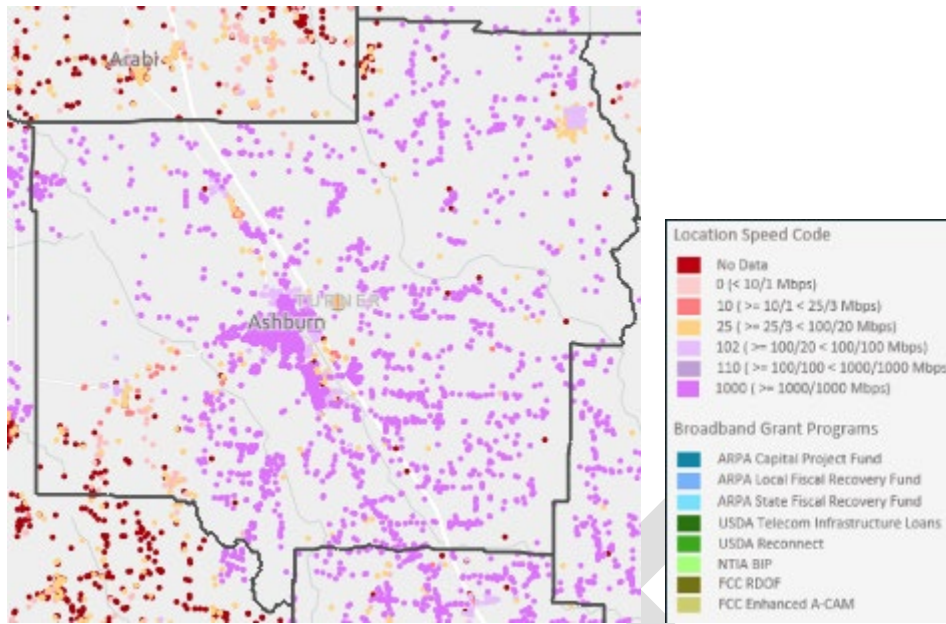 Arabi
TURNER
Ashburn
Location Speed Code
No Data
0 (< 10/1 Mbps)
10 ( >= 10/1 < 25/3 Mbps)
25 ( >= 25/3 < 100/20 Mbps)
102 ( >= 100/20 < 100/100 Mbps)
110 ( >= 100/100 < 1000/1000 Mbps
1000 ( >= 1000/1000 Mbps)
Broadband Grant Programs
ARPA Capital Project Fund
ARPA Local Fiscal Recovery Fund
ARPA State Fiscal Recovery Fund
USDA Telecom Infrastructure Loans
USDA Reconnect
NTIA BIP
FCC RDOF
FCC Enhanced A-CAM